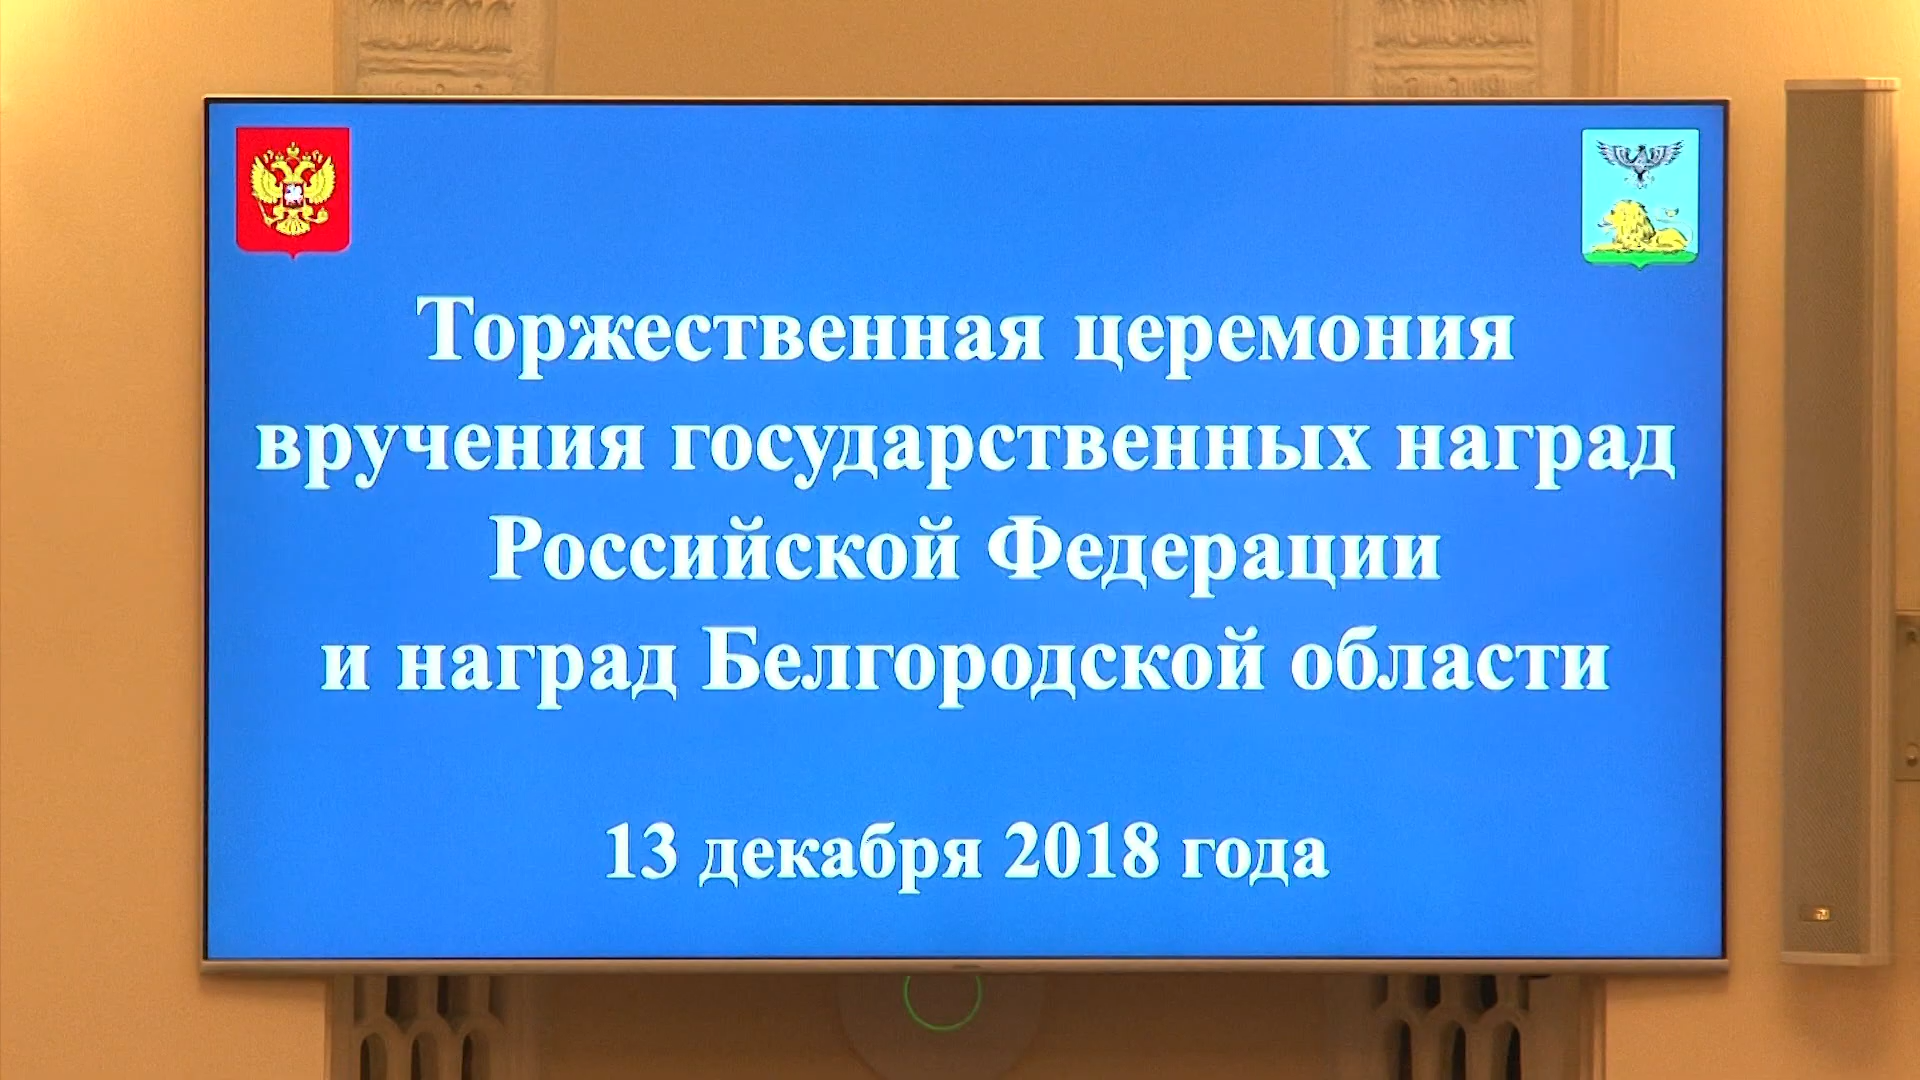 Торжественная церемония
вручения государственных наград
Российской Федерации
и наград Белгородской области
13 декабря 2018 года